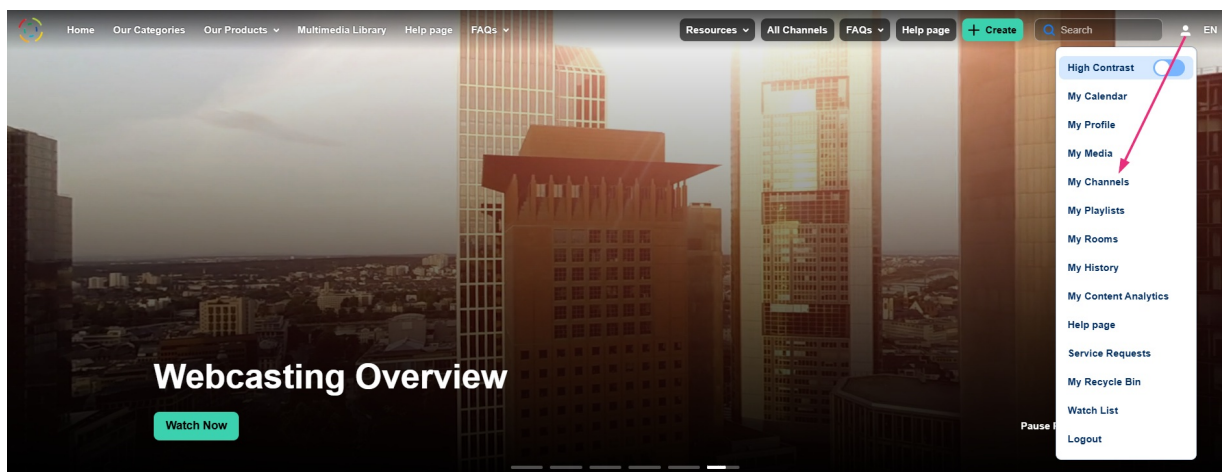 Home Our Categories Our Products Multimedia Library Help page FAQs Resources All Channels FAQs Help page + Create Search EN
High Contrast
My Calendar
My Profile
My Media
My Channels
My Playlists
My Rooms
My History
My Content Analytics
Help page
Service Requests
My Recycle Bin
Watch List
Logout
Webcasting Overview
Watch Now
Pause